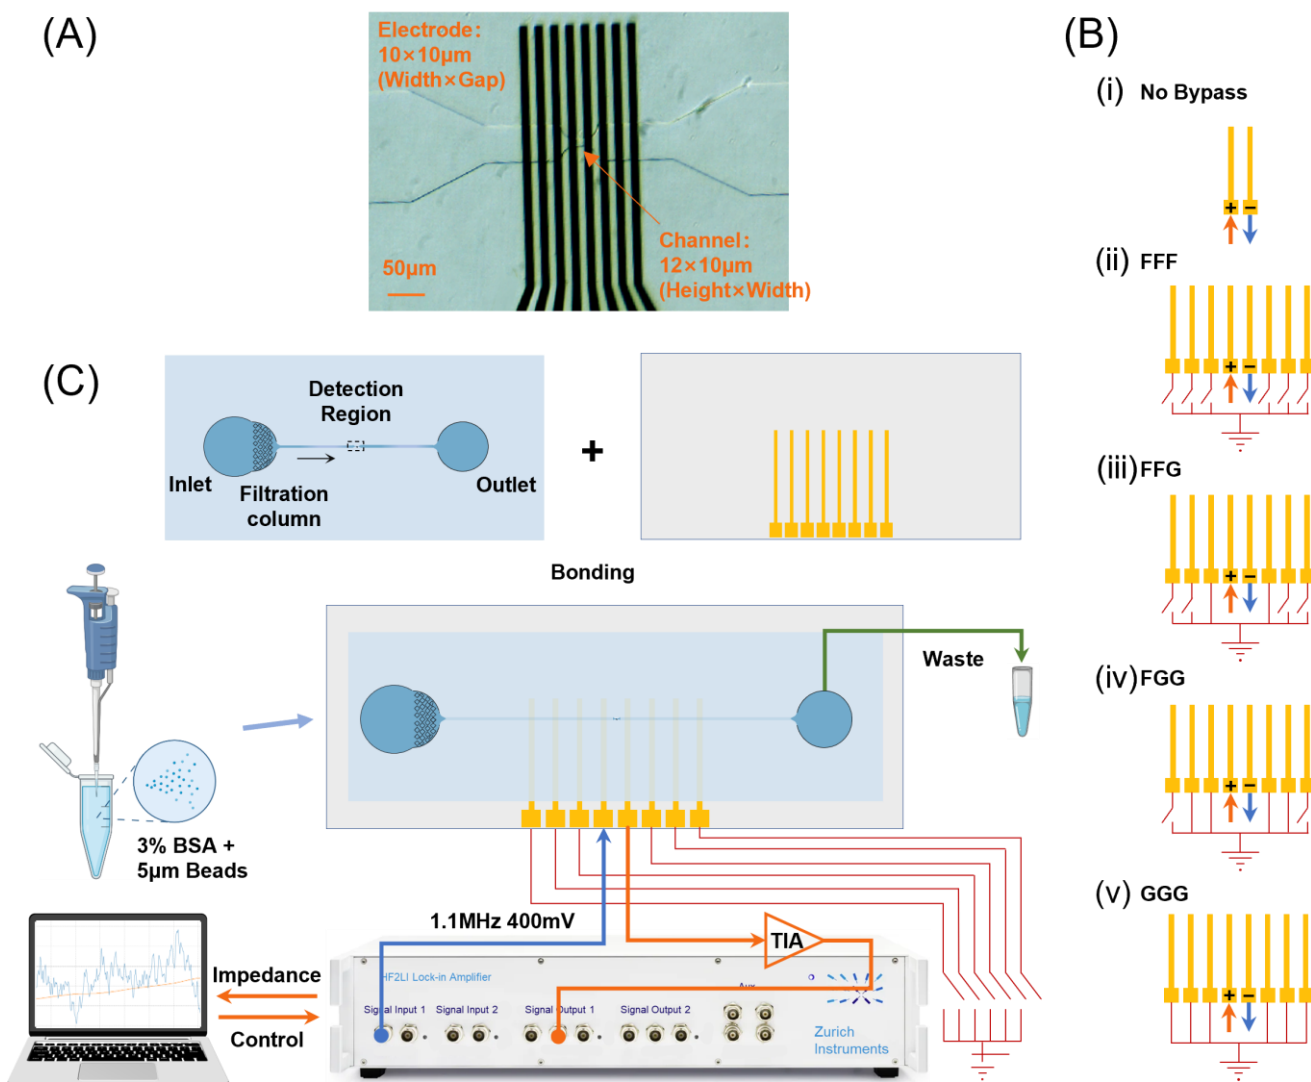 (A)
Electrode:
10×10μm
(Width×Gap)
Channel:
12×10μm
(Height×Width)
50μm
(B)
(i) No Bypass
+ −
(ii) FFF
+ −
(iii) FFG
+ −
(iv) FGG
+ −
(v) GGG
+ −
(C)
Detection
Region
Inlet
Filtration
column
Outlet
+
Bonding
Waste
3% BSA +
5μm Beads
1.1MHz 400mV
TIA
Impedance
Control
HF2LI Lock-in Amplifier
Signal Input 1
Signal Input 2
Signal Output 1
Signal Output 2
Zurich
Instruments